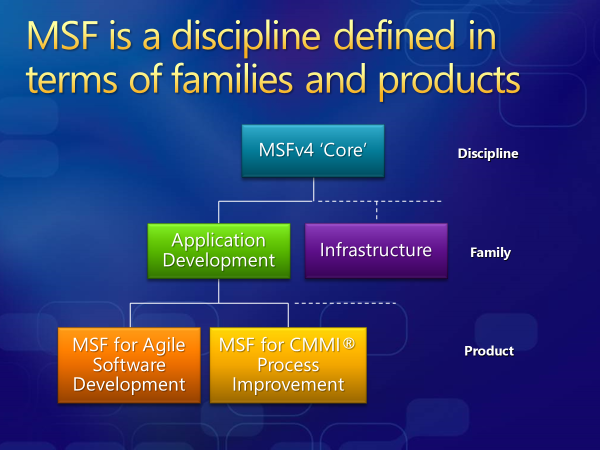 MSF is a discipline defined in
terms of families and products
MSFv4 ‘Core’
Discipline
Application
Development
Infrastructure
Family
MSF for Agile
Software
Development
MSF for CMMI®
Process
Improvement
Product